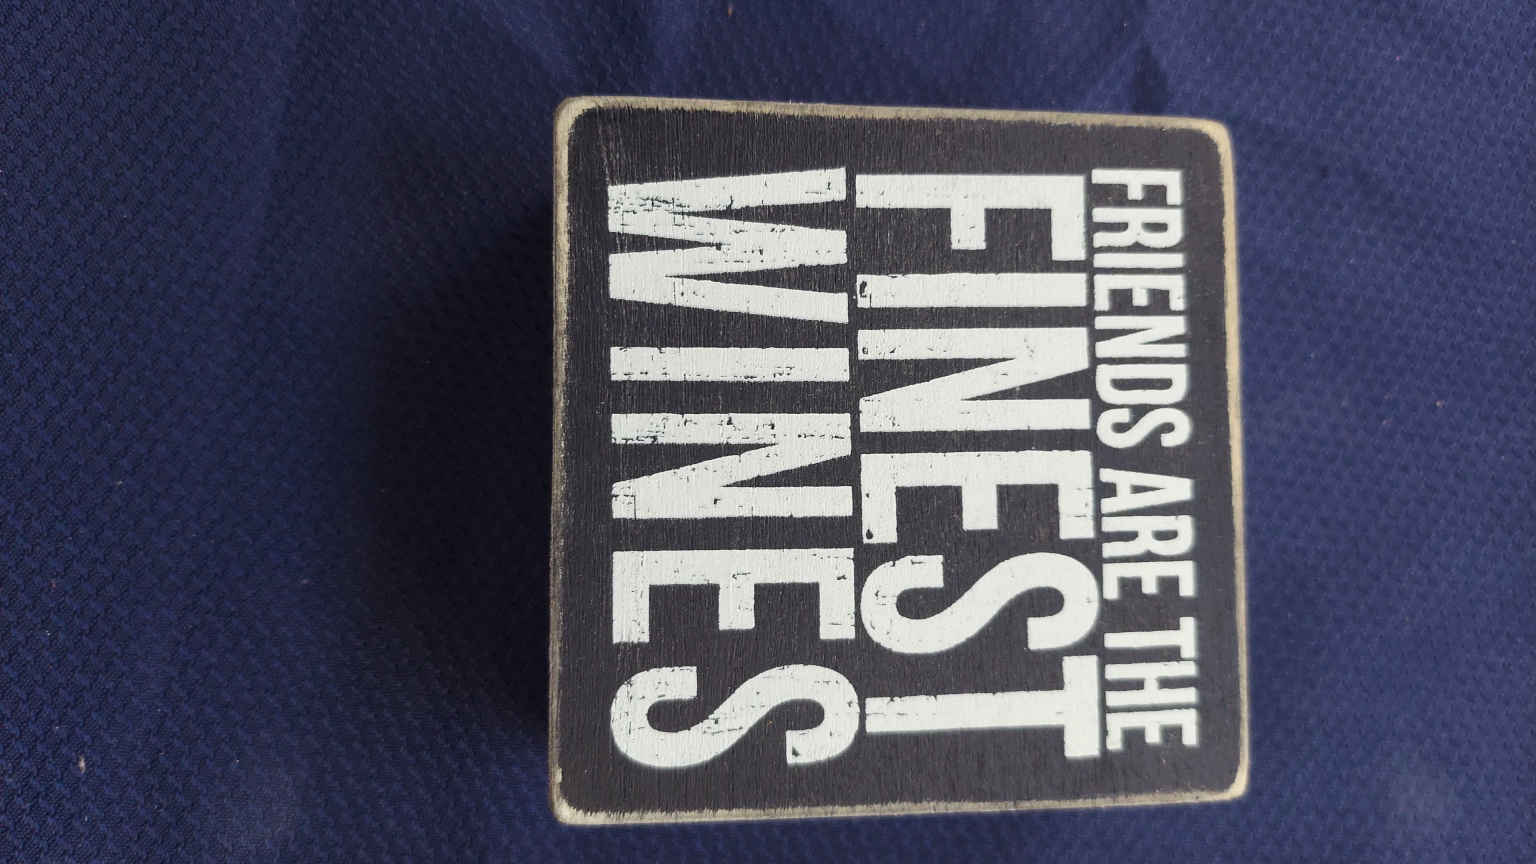 FRIENDS ARE THE
FINEST
WINES